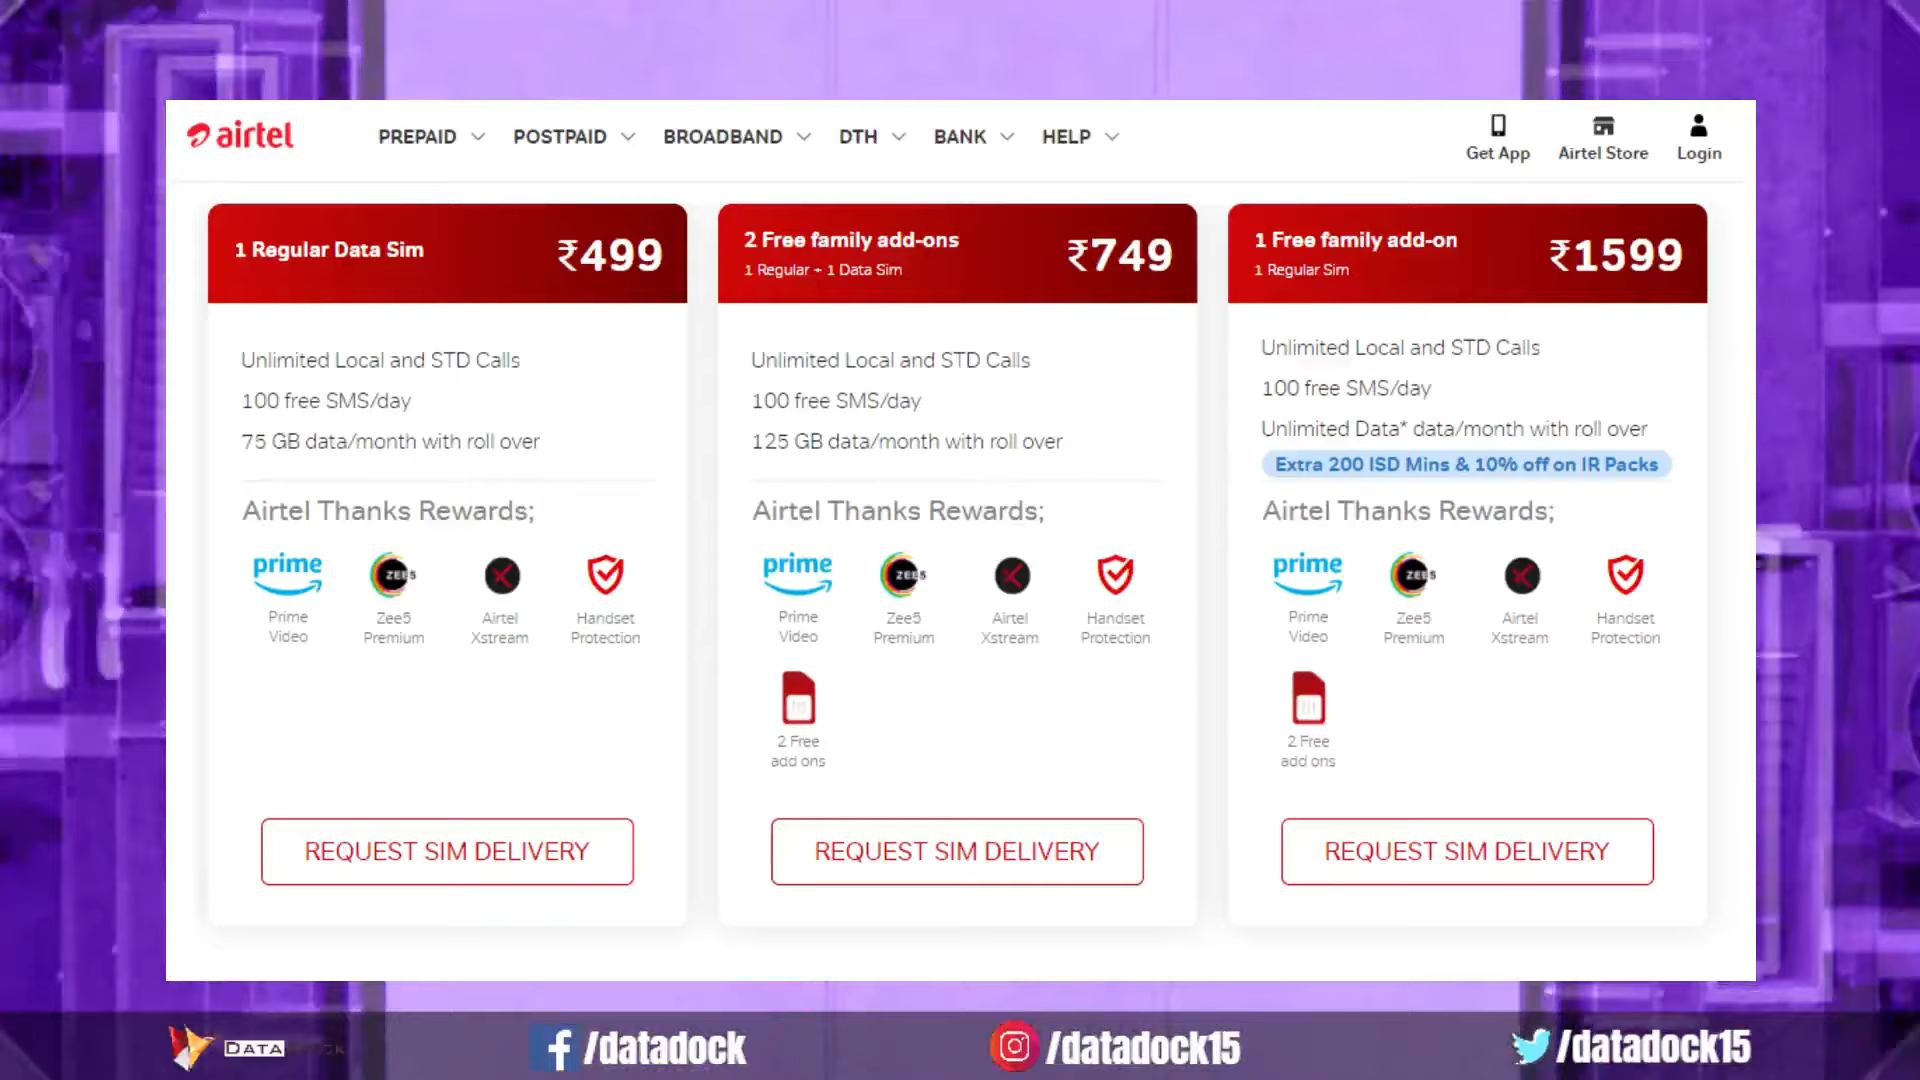 airtel
PREPAID POSTPAID BROADBAND DTH BANK HELP
Get App Airtel Store Login
1 Regular Data Sim ₹499
Unlimited Local and STD Calls
100 free SMS/day
75 GB data/month with roll over
Airtel Thanks Rewards;
prime ZEE5
Prime Video
Zee5 Premium
Airtel Xstream
Handset Protection
REQUEST SIM DELIVERY
2 Free family add-ons ₹749
1 Regular + 1 Data Sim
Unlimited Local and STD Calls
100 free SMS/day
125 GB data/month with roll over
Airtel Thanks Rewards;
prime ZEE5
Prime Video
Zee5 Premium
Airtel Xstream
Handset Protection
2 Free
add ons
REQUEST SIM DELIVERY
1 Free family add-on ₹1599
1 Regular Sim
Unlimited Local and STD Calls
100 free SMS/day
Unlimited Data* data/month with roll over
Extra 200 ISD Mins & 10% off on IR Packs
Airtel Thanks Rewards;
prime ZEE5
Prime Video
Zee5 Premium
Airtel Xstream
Handset Protection
2 Free
add ons
REQUEST SIM DELIVERY
DATA
/datadock
/datadock15
/datadock15